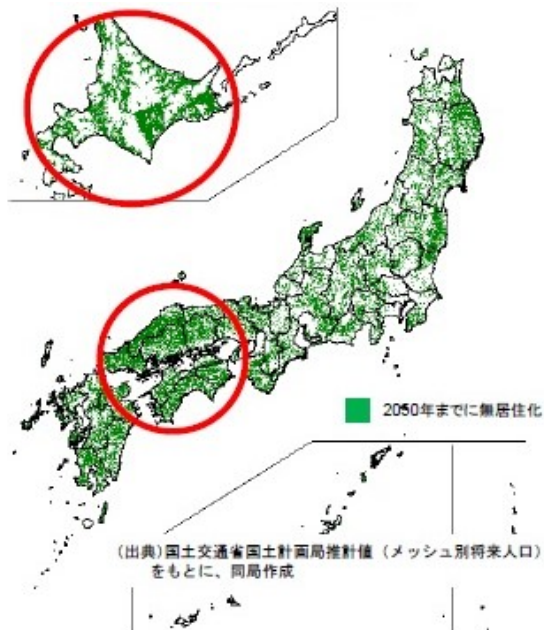 2050年までに無居住化
(出典)国土交通省国土計画局推計値（メッシュ別将来人口）
をもとに、同局作成